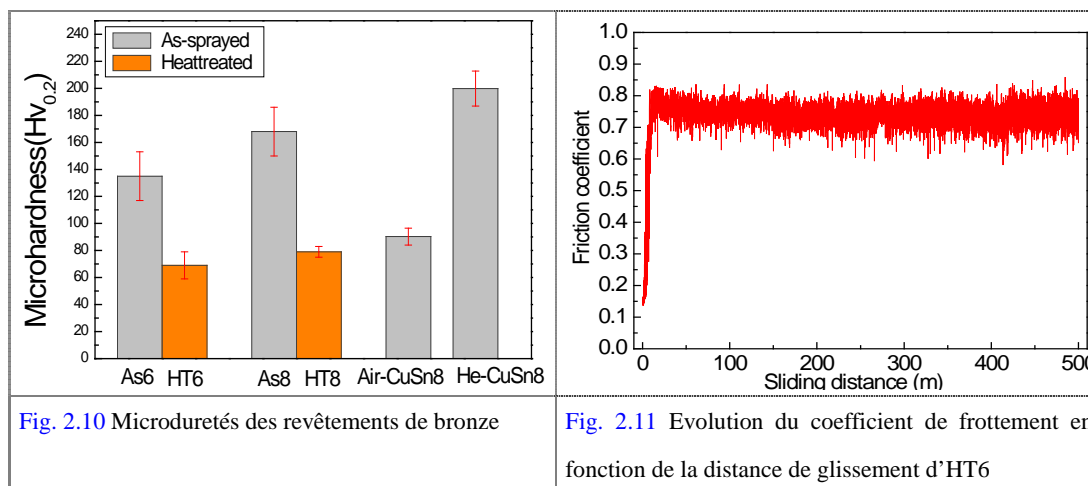 As-sprayed
Heattreated
Microhardness(Hv0.2)
240
220
200
180
160
140
120
100
80
60
40
20
0
As6
HT6
As8
HT8
Air-CuSn8
He-CuSn8
Fig. 2.10 Microduretés des revêtements de bronze
Friction coefficient
1.0
0.9
0.8
0.7
0.6
0.5
0.4
0.3
0.2
0.1
0.0
0
100
200
300
400
500
Sliding distance (m)
Fig. 2.11 Evolution du coefficient de frottement en
fonction de la distance de glissement d’HT6